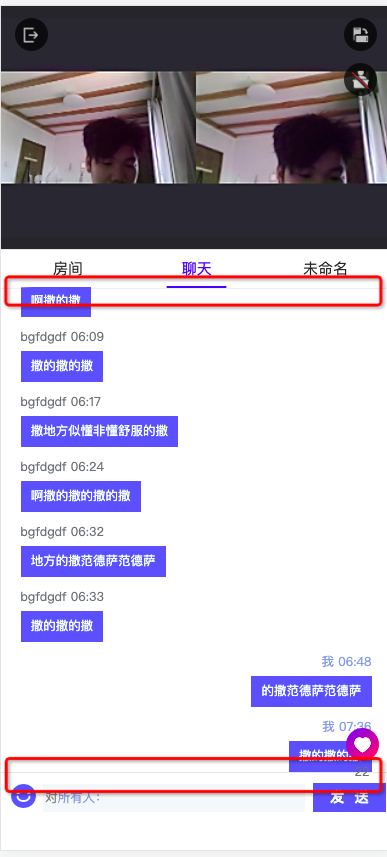 房间
聊天
未命名
啊撒的撒
bgfdgdf 06:09
撒的撒的撒
bgfdgdf 06:17
撒地方似懂非懂舒服的撒
bgfdgdf 06:24
啊撒的撒的撒的撒
bgfdgdf 06:32
地方的撒范德萨范德萨
bgfdgdf 06:33
撒的撒的撒
我 06:48
的撒范德萨范德萨
我 07:36
撒的撒的
22
对所有人:
发 送